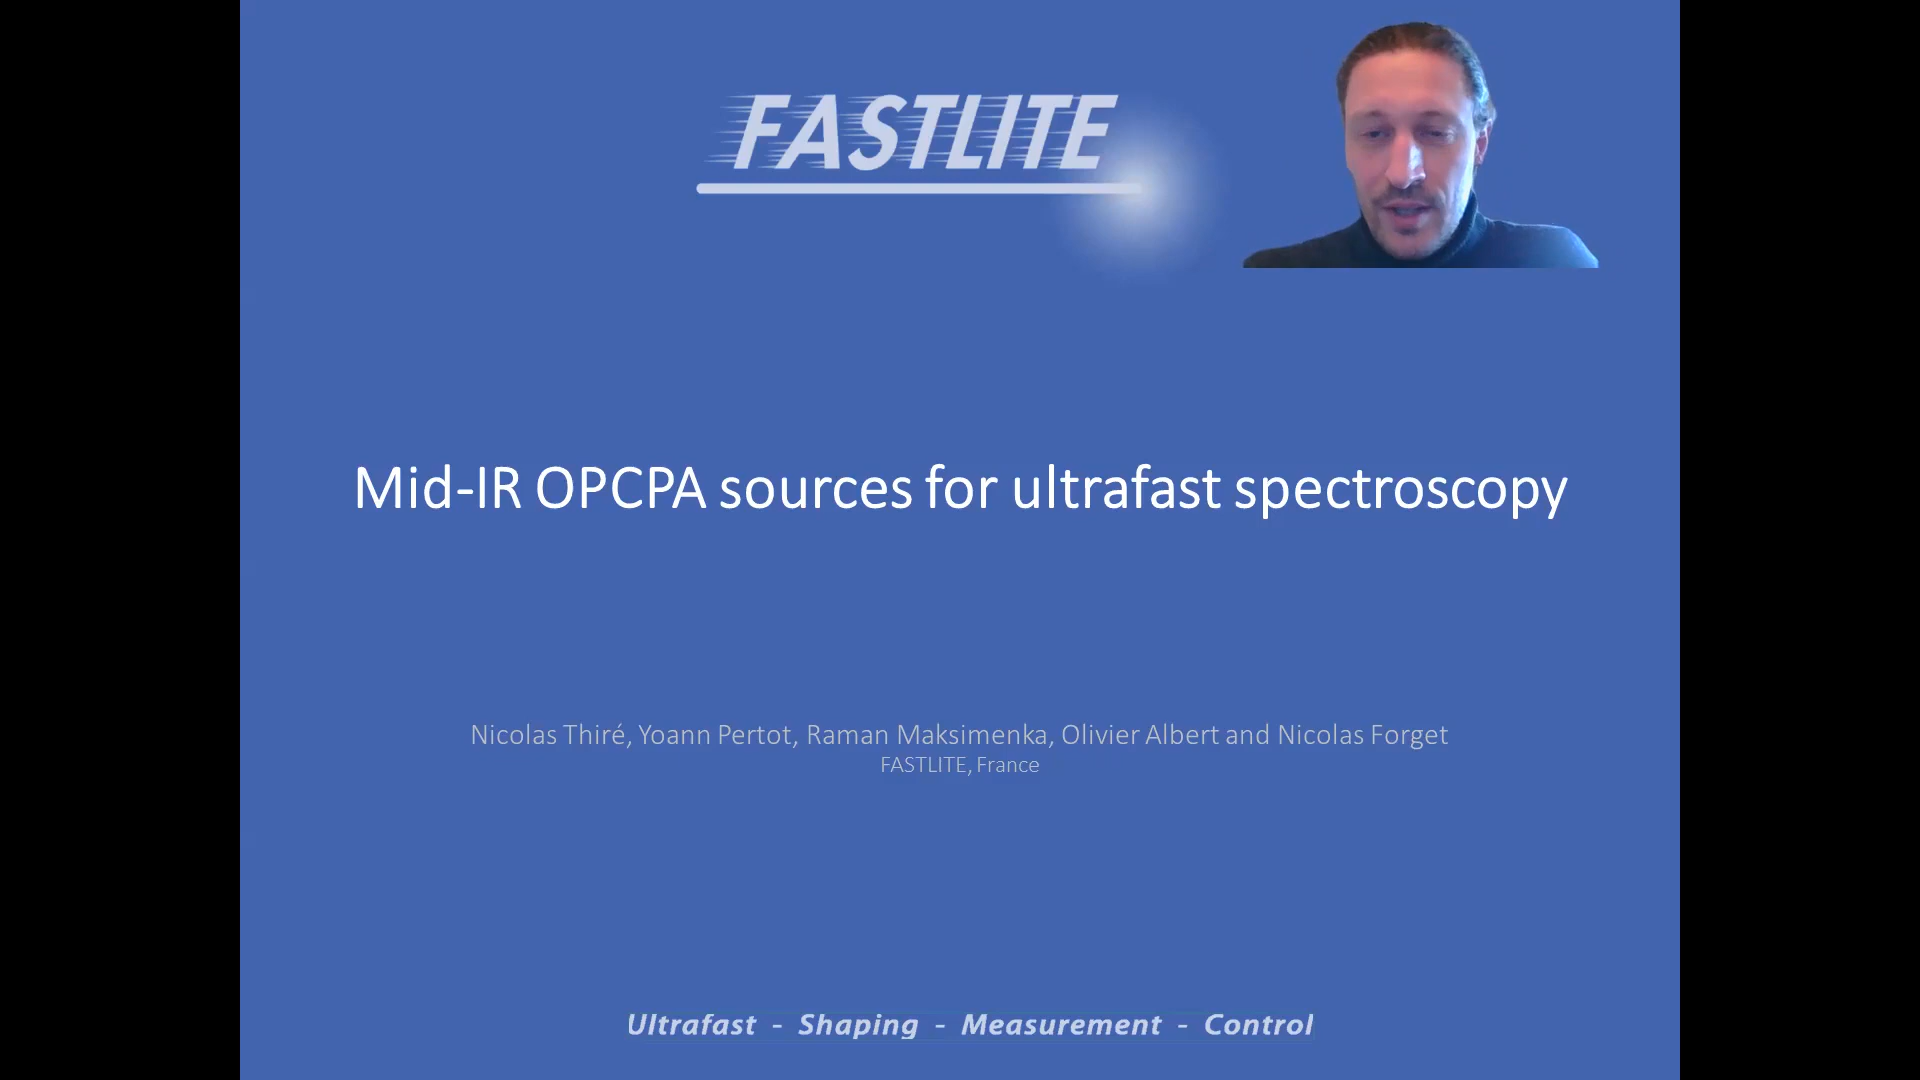 FASTLITE
Mid-IR OPCPA sources for ultrafast spectroscopy
Nicolas Thiré, Yoann Pertot, Raman Maksimenka, Olivier Albert and Nicolas Forget
FASTLITE, France
Ultrafast - Shaping - Measurement - Control